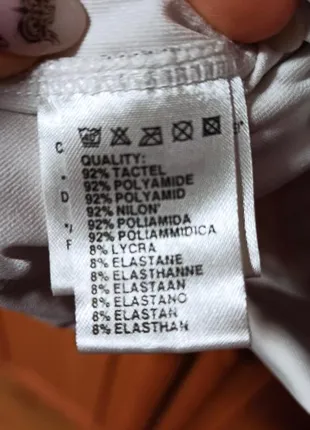 C
QUALITY:
92% TACTEL
92% POLYAMIDE
D 92% POLYAMID
92% NILON'
92% POLIAMIDA
F 92% POLIAMMIDICA
8% LYCRA
8% ELASTANE
8% ELASTHANNE
8% ELASTAAN
8% ELASTANO
8% ELASTAN
8% ELASTHAN